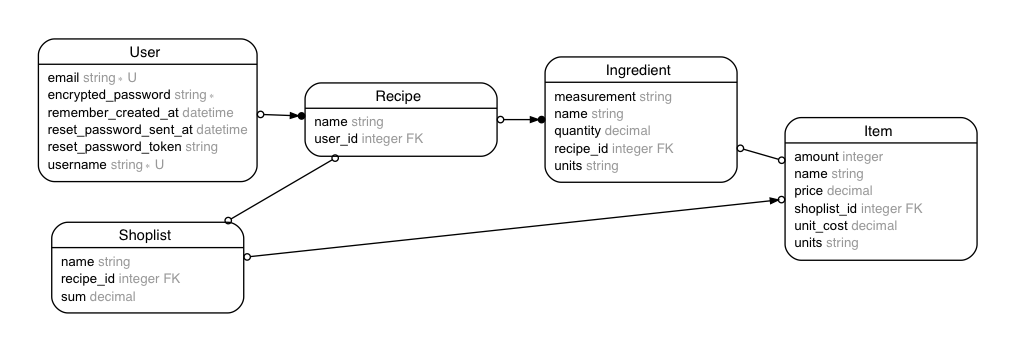 User
email string ∗ U
encrypted_password string ∗
remember_created_at datetime
reset_password_sent_at datetime
reset_password_token string
username string ∗ U
Recipe
name string
user_id integer FK
Ingredient
measurement string
name string
quantity decimal
recipe_id integer FK
units string
Item
amount integer
name string
price decimal
shoplist_id integer FK
unit_cost decimal
units string
Shoplist
name string
recipe_id integer FK
sum decimal